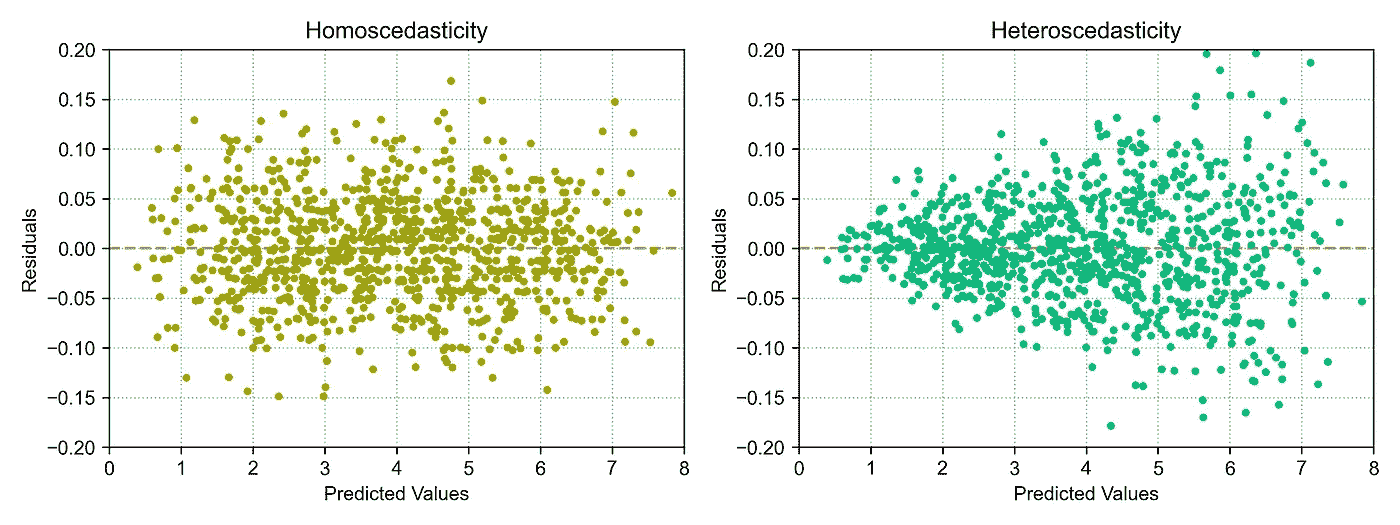 Homoscedasticity
0.20
0.15
0.10
0.05
0.00
−0.05
−0.10
−0.15
−0.20
Residuals
0 1 2 3 4 5 6 7 8
Predicted Values
Heteroscedasticity
0.20
0.15
0.10
0.05
0.00
−0.05
−0.10
−0.15
−0.20
Residuals
0 1 2 3 4 5 6 7 8
Predicted Values